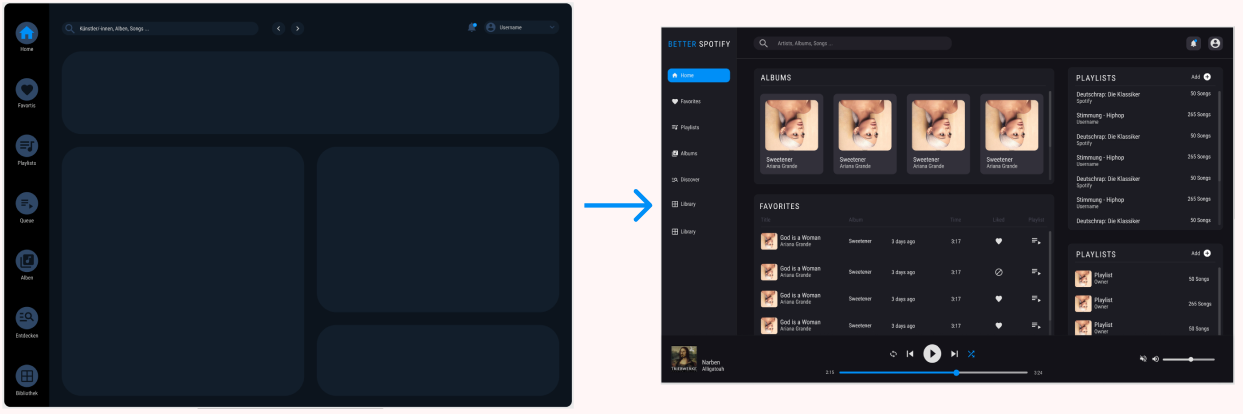 Künstler/-innen, Alben, Songs ...
Username
Home
Favortis
Playlists
Queue
Alben
Entdecken
Bibliothek
BETTER SPOTIFY
Artists, Albums, Songs ...
Home
Favorites
Playlists
Albums
Discover
Library
Library
ALBUMS
Sweetener
Ariana Grande
Sweetener
Ariana Grande
Sweetener
Ariana Grande
Sweetener
Ariana Grande
FAVORITES
Title Album Time Liked Playlist
God is a Woman
Ariana Grande
Sweetener 3 days ago 3:17
God is a Woman
Ariana Grande
Sweetener 3 days ago 3:17
God is a Woman
Ariana Grande
Sweetener 3 days ago 3:17
God is a Woman
Ariana Grande
Sweetener 3 days ago 3:17
PLAYLISTS Add
Deutschrap: Die Klassiker 50 Songs
Spotify
Stimmung - Hiphop 265 Songs
Username
Deutschrap: Die Klassiker 50 Songs
Spotify
Stimmung - Hiphop 265 Songs
Username
Deutschrap: Die Klassiker 50 Songs
Spotify
Stimmung - Hiphop 265 Songs
Username
Deutschrap: Die Klassiker 50 Songs
PLAYLISTS Add
Playlist
Owner
50 Songs
Playlist
Owner
265 Songs
Playlist
Owner
50 Songs
Narben
Alligatoah
2:15
3:24